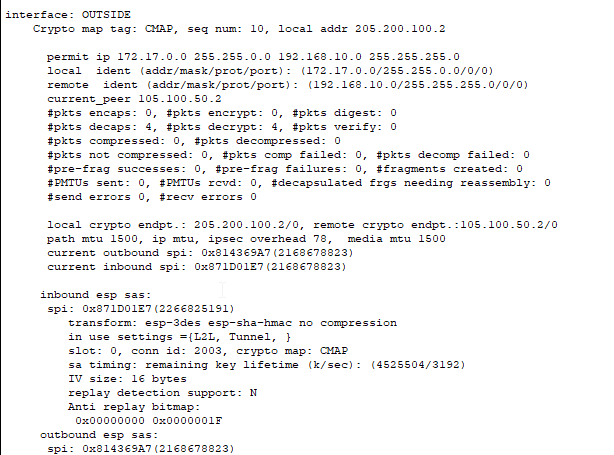 interface: OUTSIDE
Crypto map tag: CMAP, seq num: 10, local addr 205.200.100.2
permit ip 172.17.0.0 255.255.0.0 192.168.10.0 255.255.255.0
local  ident (addr/mask/prot/port): (172.17.0.0/255.255.0.0/0/0)
remote  ident (addr/mask/prot/port): (192.168.10.0/255.255.255.0/0/0)
current_peer 105.100.50.2
#pkts encaps: 0, #pkts encrypt: 0, #pkts digest: 0
#pkts decaps: 4, #pkts decrypt: 4, #pkts verify: 0
#pkts compressed: 0, #pkts decompressed: 0
#pkts not compressed: 0, #pkts comp failed: 0, #pkts decomp failed: 0
#pre-frag successes: 0, #pre-frag failures: 0, #fragments created: 0
#PMTUs sent: 0, #PMTUs rcvd: 0, #decapsulated frgs needing reassembly: 0
#send errors 0, #recv errors 0
local crypto endpt.: 205.200.100.2/0, remote crypto endpt.:105.100.50.2/0
path mtu 1500, ip mtu, ipsec overhead 78,  media mtu 1500
current outbound spi: 0x814369A7(2168678823)
current inbound spi: 0x871D01E7(2168678823)
inbound esp sas:
spi: 0x871D01E7(2266825191)
transform: esp-3des esp-sha-hmac no compression
in use settings ={L2L, Tunnel, }
slot: 0, conn id: 2003, crypto map: CMAP
sa timing: remaining key lifetime (k/sec): (4525504/3192)
IV size: 16 bytes
replay detection support: N
Anti replay bitmap:
0x00000000 0x0000001F
outbound esp sas:
spi: 0x814369A7(2168678823)